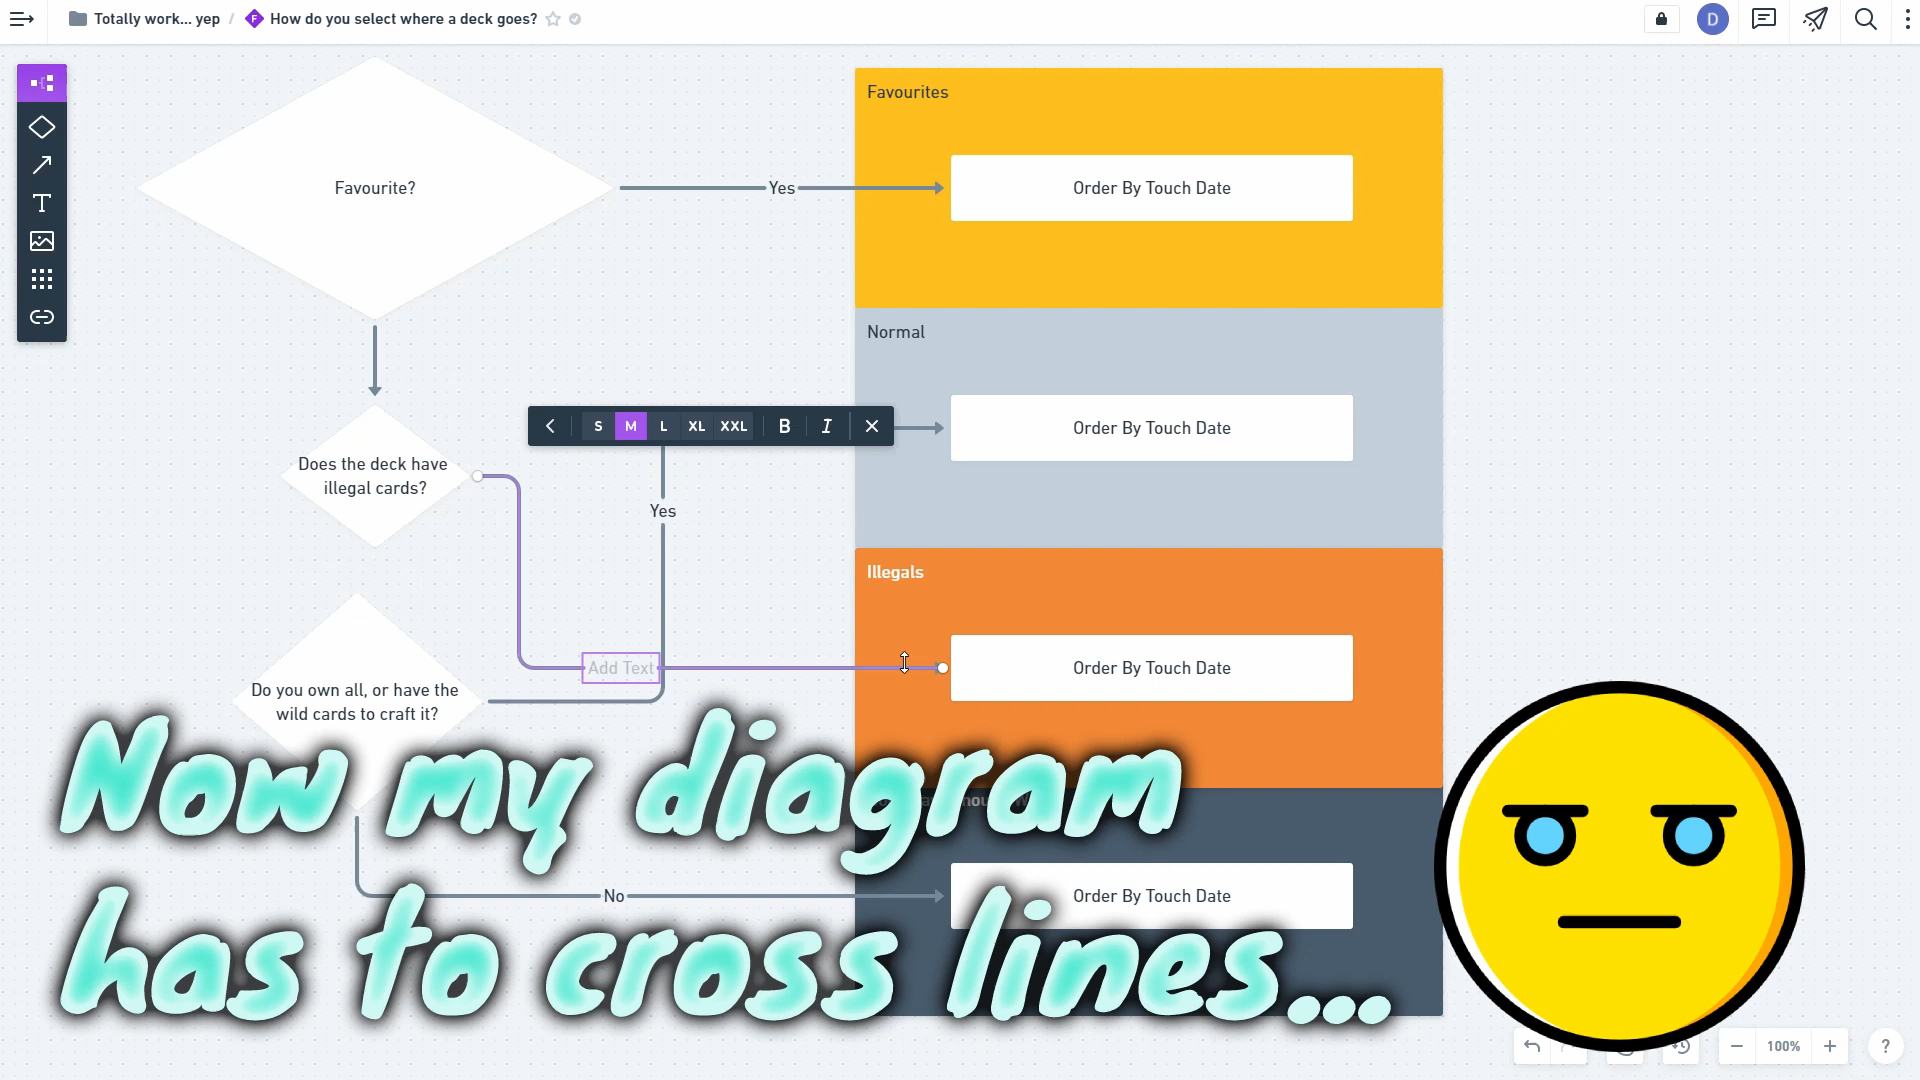 Totally work... yep / How do you select where a deck goes?
D
Favourites
Favourite?
Yes
Order By Touch Date
Normal
S M L XL XXL B I
Order By Touch Date
Does the deck have
illegal cards?
Yes
Illegals
Add Text
Order By Touch Date
Do you own all, or have the
wild cards to craft it?
Now my diagram
has to cross lines...
No
Order By Touch Date
100%
?